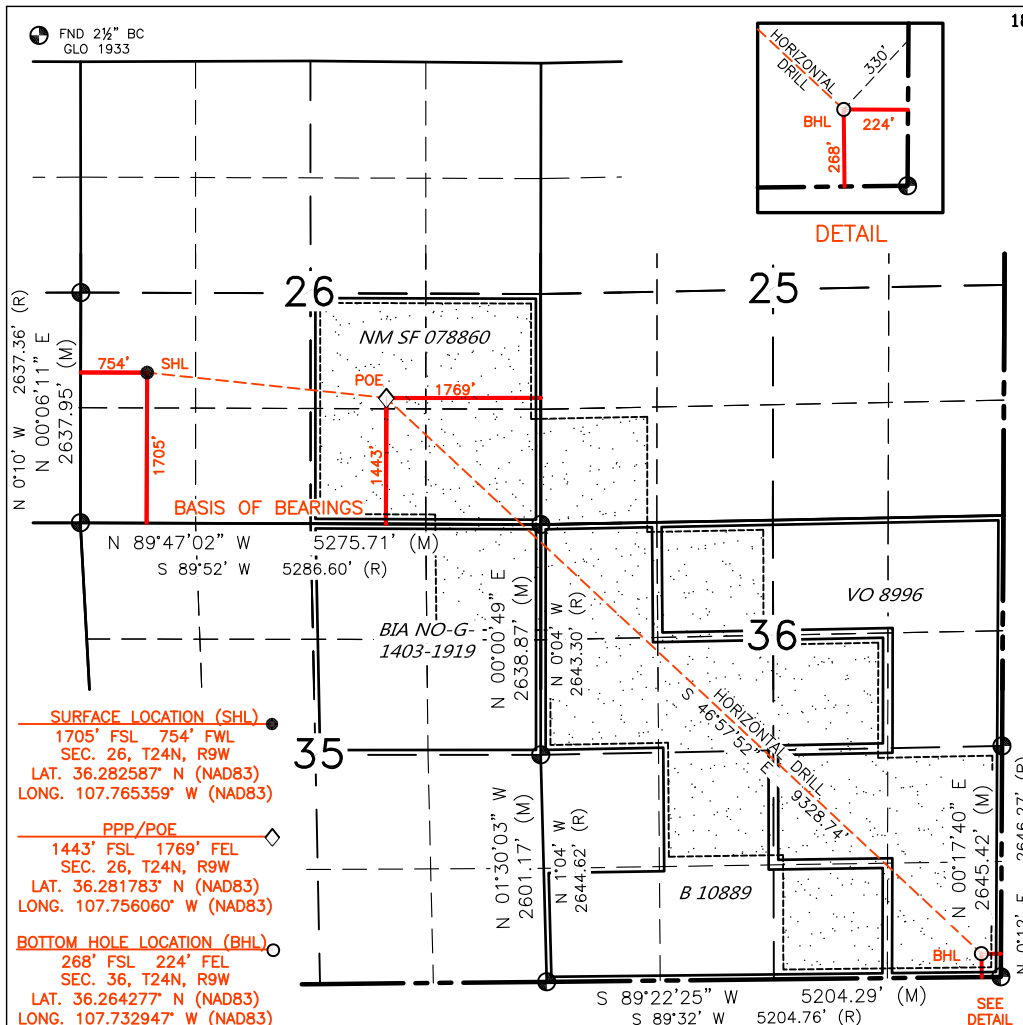 18
FND 2½" BC
GLO 1933
HORIZONTAL
DRILL
330'
BHL
224'
268'
DETAIL
26
25
NM SF 078860
N 0°10' W 2637.36' (R)
N 00°06'11" E
2637.95' (M)
754'
SHL
POE
1769'
1705'
1443'
BASIS OF BEARINGS
N 89°47'02" W 5275.71' (M)
S 89°52' W 5286.60' (R)
N 00°00'49" E
2638.87' (M)
N 0°04' W
2643.30' (R)
BIA NO-G-
1403-1919
VO 8996
36
HORIZONTAL DRILL
S 46°57'52" E 9328.74'
35
SURFACE LOCATION (SHL)
1705' FSL 754' FWL
SEC. 26, T24N, R9W
LAT. 36.282587° N (NAD83)
LONG. 107.765359° W (NAD83)
PPP/POE
1443' FSL 1769' FEL
SEC. 26, T24N, R9W
LAT. 36.281783° N (NAD83)
LONG. 107.756060° W (NAD83)
BOTTOM HOLE LOCATION (BHL)
268' FSL 224' FEL
SEC. 36, T24N, R9W
LAT. 36.264277° N (NAD83)
LONG. 107.732947° W (NAD83)
N 01°30'03" W
2601.17' (M)
N 1°04' W
2644.62' (R)
B 10889
N 00°17'40" E
2645.42' (M)
N 0°12' E 2646.27' (R)
BHL
S 89°22'25" W 5204.29' (M)
S 89°32' W 5204.76' (R)
SEE
DETAIL